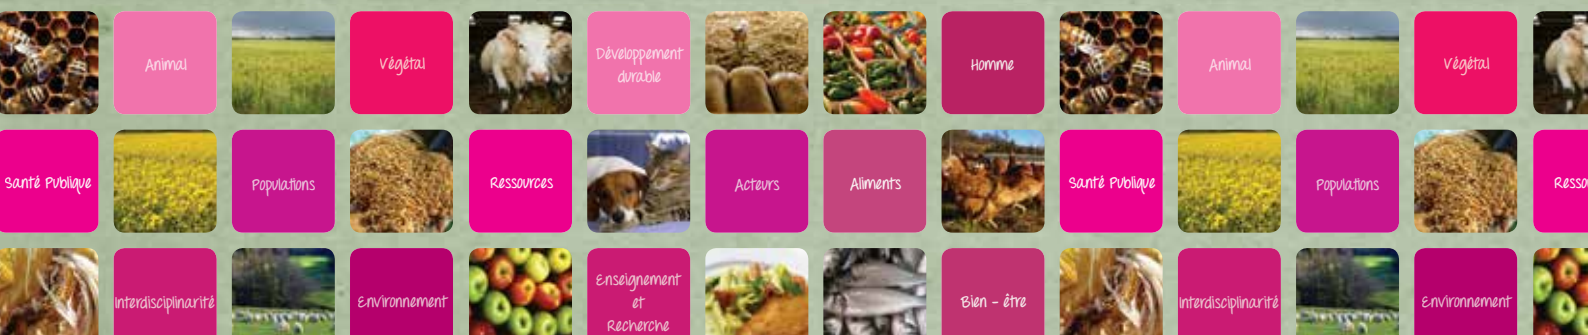 Animal
Végétal
Développement
durable
Homme
Animal
Végétal
Santé Publique
Populations
Ressources
Acteurs
Aliments
Santé Publique
Populations
Resso
Interdisciplinarité
Environnement
Enseignement
et
Recherche
Bien - être
Interdisciplinarité
Environnement